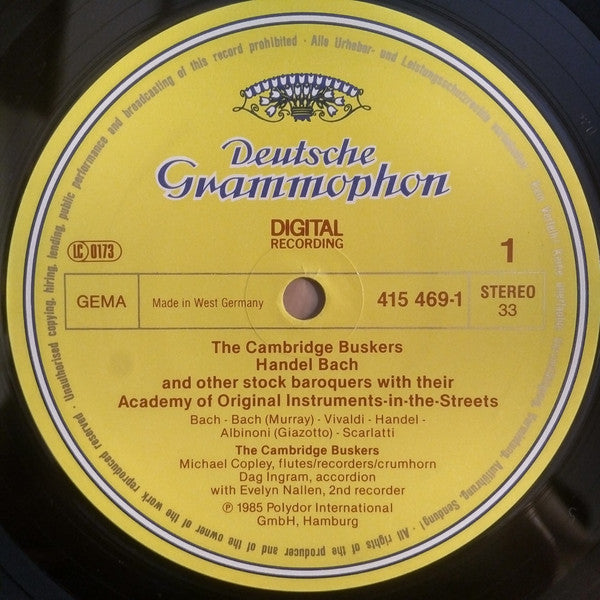 Deutsche
Grammophon
DIGITAL
RECORDING
1
LC 0173
GEMA
Made in West Germany
415 469-1
STEREO
33
The Cambridge Buskers
Handel Bach
and other stock baroquers with their
Academy of Original Instruments-in-the-Streets
Bach - Bach (Murray) - Vivaldi - Handel -
Albinoni (Giazotto) - Scarlatti
The Cambridge Buskers
Michael Copley, flutes/recorders/crumhorn
Dag Ingram, accordion
with Evelyn Nallen, 2nd recorder
℗ 1985 Polydor International
GmbH, Hamburg
Alle Urheber- und Leistungsschutzrechte vorbehalten
Vermietung, Aufführung, Sendung! · All rights of the producer and of the owner of the work reproduced reserved · Unauthorised copying, hiring, lending, public performance and broadcasting of this record prohibited ·